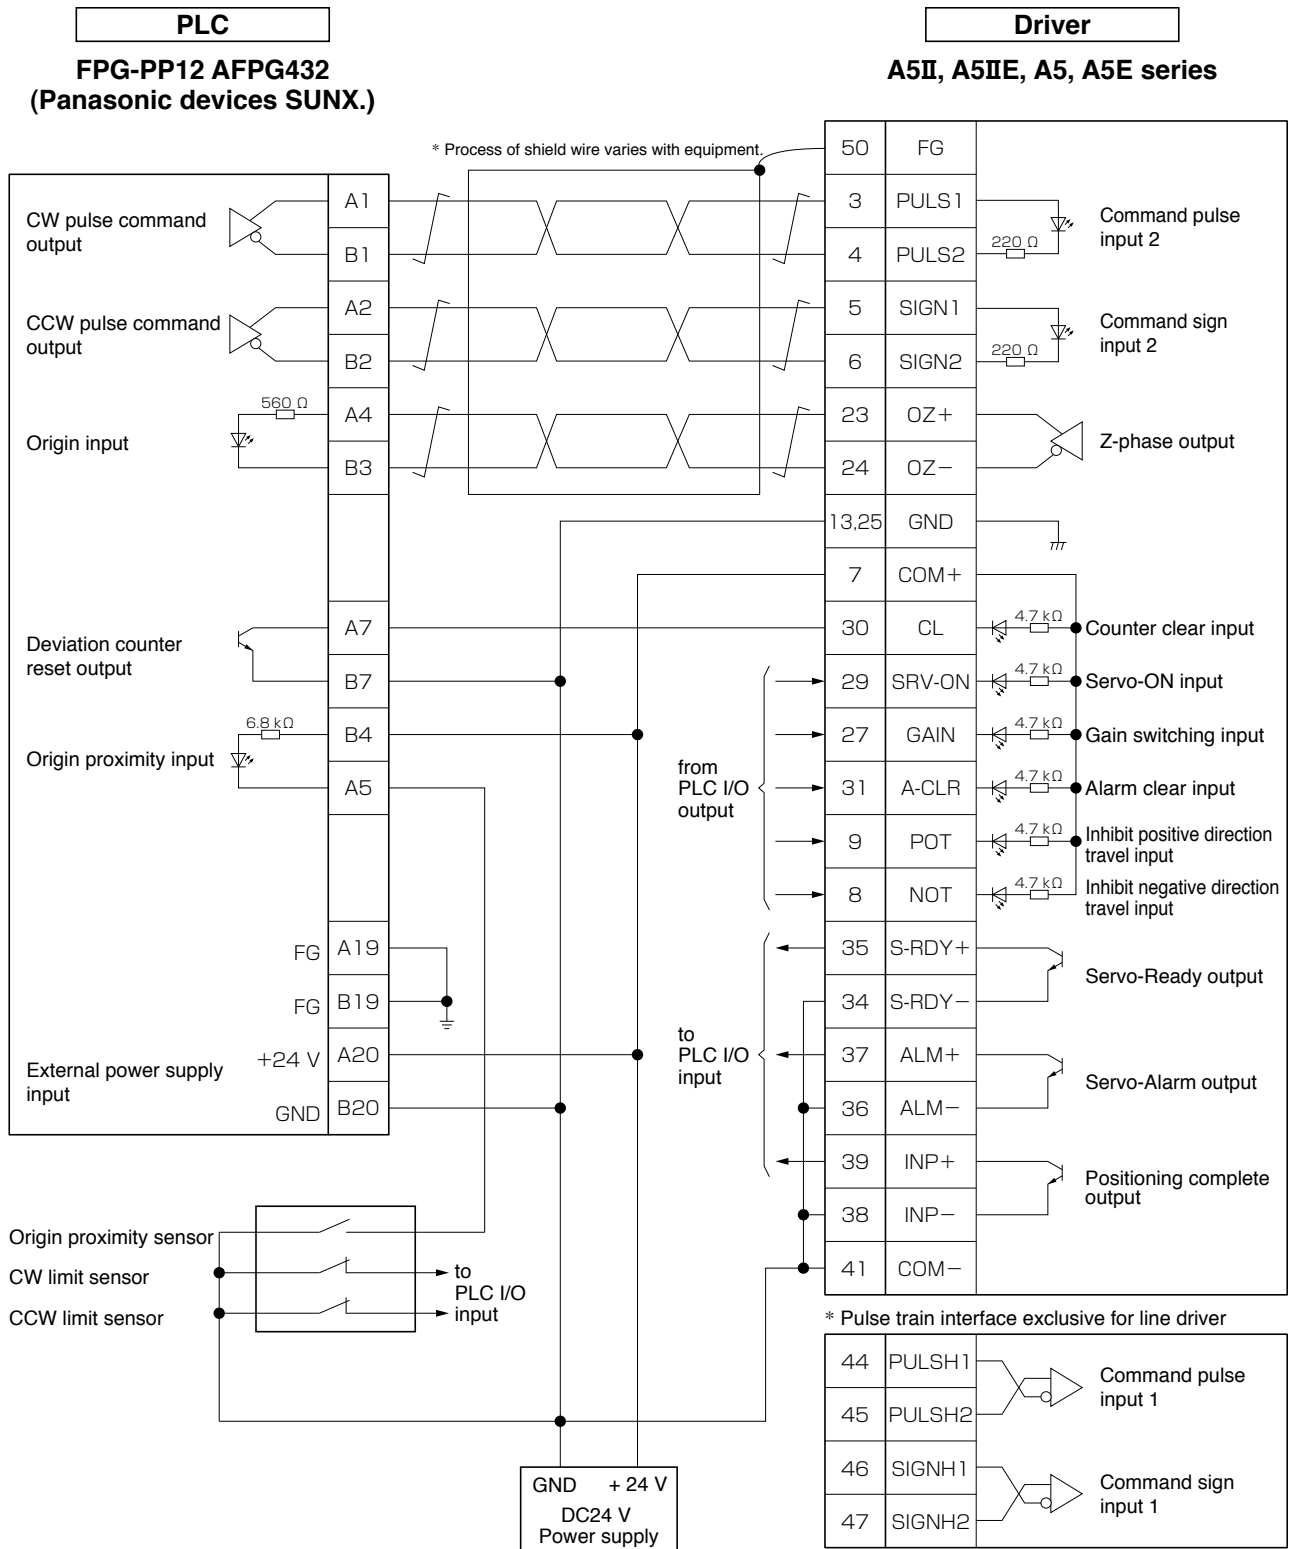 PLC
Driver
FPG-PP12 AFPG432
(Panasonic devices SUNX.)
A5II, A5IIE, A5, A5E series
* Process of shield wire varies with equipment.
50 FG
CW pulse command
output
A1
B1
3 PULS1
4 PULS2
220 Ω
Command pulse
input 2
CCW pulse command
output
A2
B2
5 SIGN1
6 SIGN2
220 Ω
Command sign
input 2
Origin input
560 Ω
A4
B3
23 OZ+
24 OZ−
Z-phase output
13,25 GND
7 COM+
Deviation counter
reset output
A7
B7
30 CL 4.7 kΩ Counter clear input
29 SRV-ON 4.7 kΩ Servo-ON input
Origin proximity input
6.8 kΩ
B4
A5
from
PLC I/O
output
27 GAIN 4.7 kΩ Gain switching input
31 A-CLR 4.7 kΩ Alarm clear input
9 POT 4.7 kΩ Inhibit positive direction
travel input
8 NOT 4.7 kΩ Inhibit negative direction
travel input
FG A19
FG B19
35 S-RDY+
34 S-RDY−
Servo-Ready output
External power supply
input
+24 V A20
GND B20
to
PLC I/O
input
37 ALM+
36 ALM−
Servo-Alarm output
39 INP+
38 INP−
Positioning complete
output
41 COM−
Origin proximity sensor
CW limit sensor
CCW limit sensor
to
PLC I/O
input
* Pulse train interface exclusive for line driver
44 PULSH1
45 PULSH2
Command pulse
input 1
46 SIGNH1
47 SIGNH2
Command sign
input 1
GND + 24 V
DC24 V
Power supply